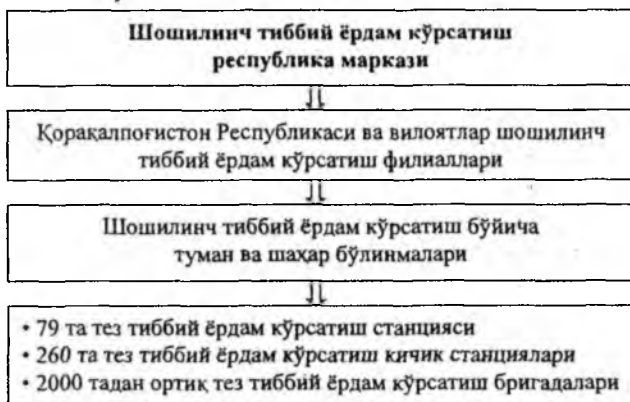 Шошилинч тиббий ёрдам кўрсатиш
республика маркази
Қорақалпоғистон Республикаси ва вилоятлар шошилинч
тиббий ёрдам кўрсатиш филиаллари
Шошилинч тиббий ёрдам кўрсатиш бўйича
туман ва шаҳар бўлинмалари
• 79 та тез тиббий ёрдам кўрсатиш станцияси
• 260 та тез тиббий ёрдам кўрсатиш кичик станциялари
• 2000 тадан ортиқ тез тиббий ёрдам кўрсатиш бригадалари